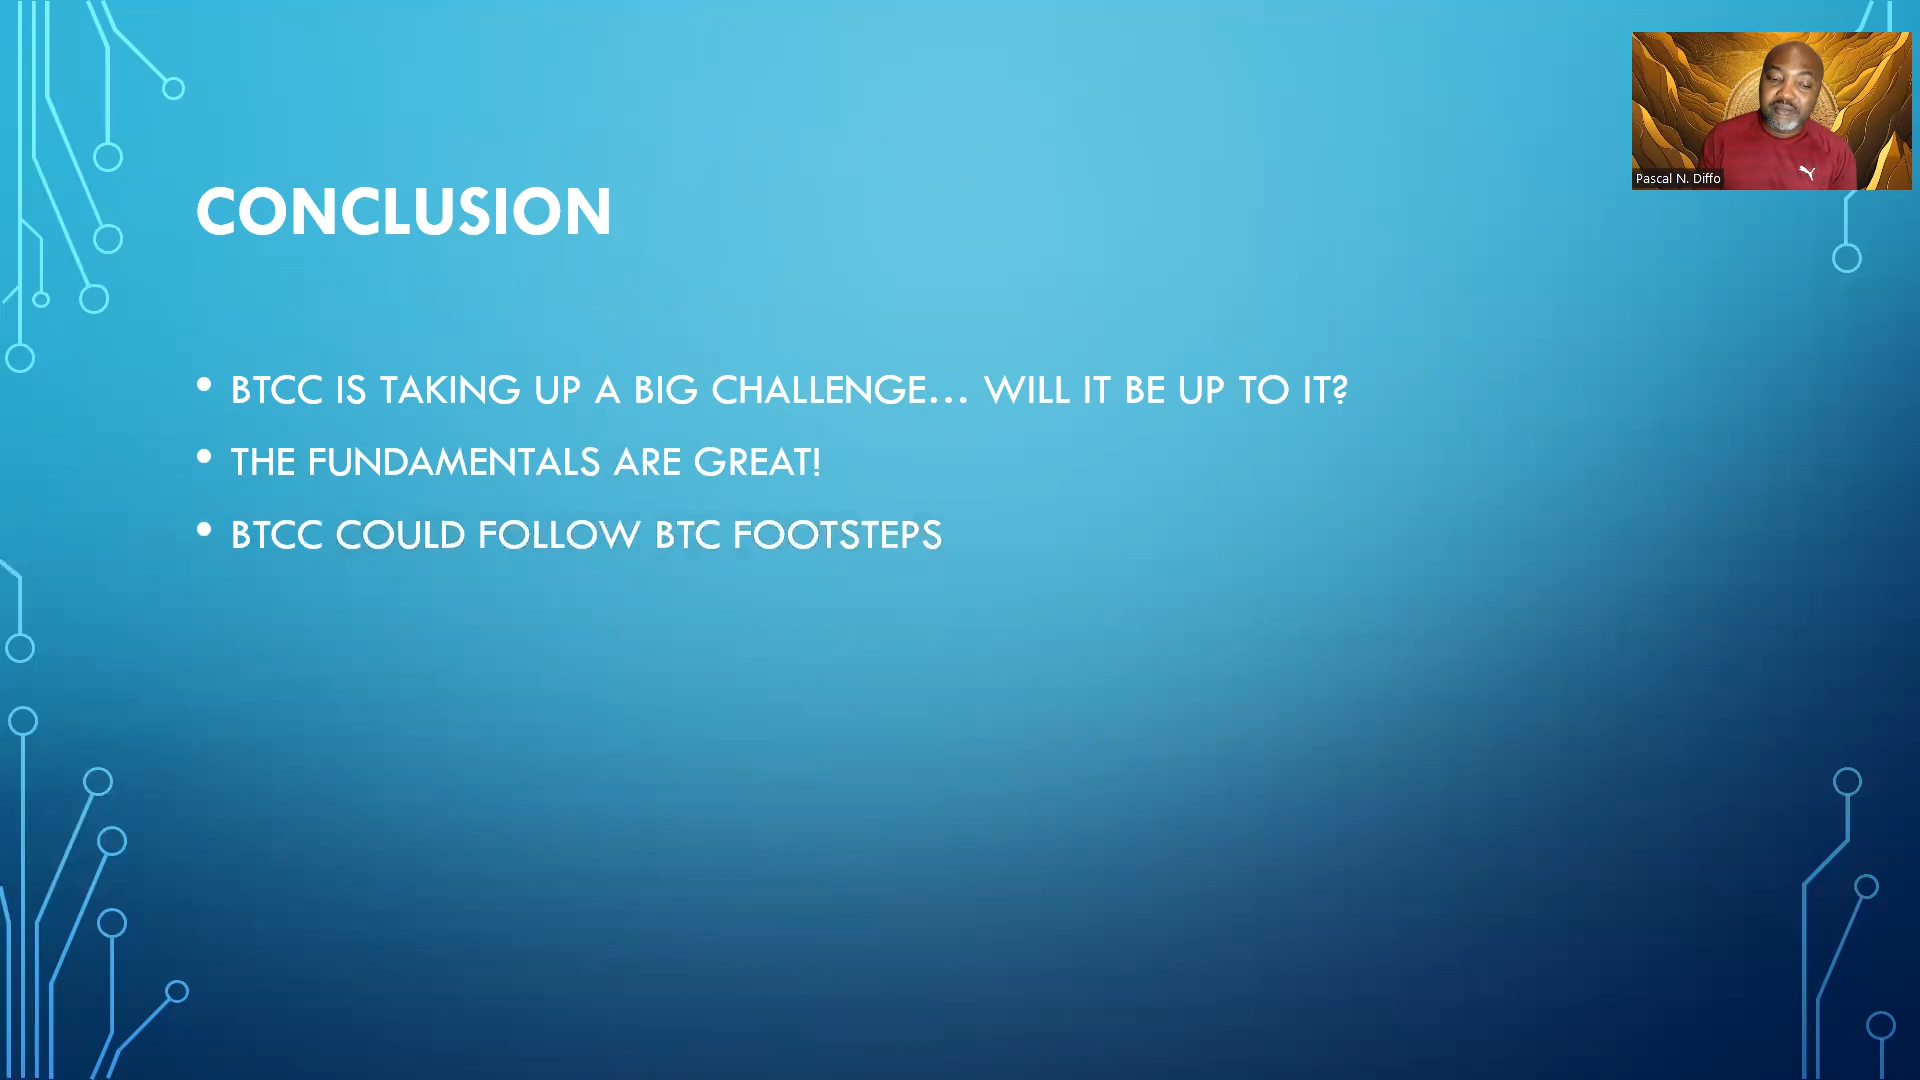 CONCLUSION
• BTCC IS TAKING UP A BIG CHALLENGE... WILL IT BE UP TO IT?
• THE FUNDAMENTALS ARE GREAT!
• BTCC COULD FOLLOW BTC FOOTSTEPS
Pascal N. Diffo